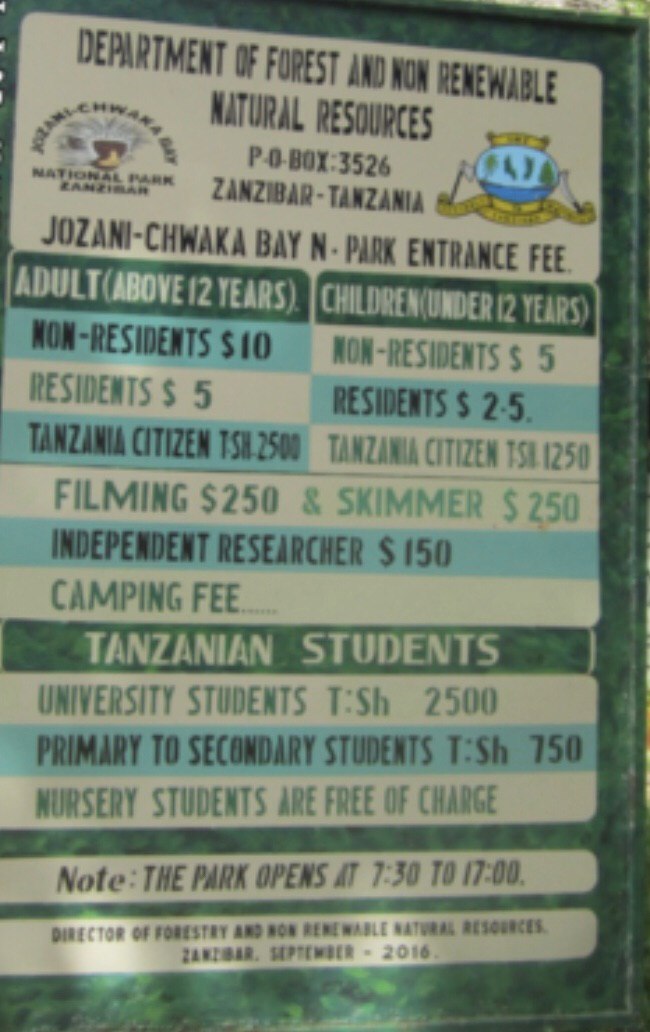 DEPARTMENT OF FOREST AND NON RENEWABLE
NATURAL RESOURCES
JOZANI-CHWAKA BAY
NATIONAL PARK
ZANZIBAR
P·O·BOX:3526
ZANZIBAR-TANZANIA
JOZANI-CHWAKA BAY N·PARK ENTRANCE FEE.
ADULT(ABOVE 12 YEARS).
NON-RESIDENTS $10
RESIDENTS $ 5
TANZANIA CITIZEN TSH.2500
CHILDREN(UNDER 12 YEARS)
NON-RESIDENTS $ 5
RESIDENTS $ 2·5.
TANZANIA CITIZEN TSH.1250
FILMING $250 & SKIMMER $250
INDEPENDENT RESEARCHER $150
CAMPING FEE......
TANZANIAN STUDENTS
UNIVERSITY STUDENTS T:Sh 2500
PRIMARY TO SECONDARY STUDENTS T:Sh 750
NURSERY STUDENTS ARE FREE OF CHARGE
Note: THE PARK OPENS AT 7:30 TO 17:00.
DIRECTOR OF FORESTRY AND NON RENEWABLE NATURAL RESOURCES.
ZANZIBAR. SEPTEMBER - 2016.